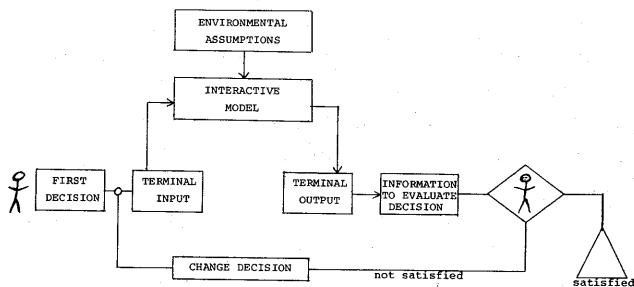 ENVIRONMENTAL
ASSUMPTIONS
INTERACTIVE
MODEL
FIRST
DECISION
TERMINAL
INPUT
TERMINAL
OUTPUT
INFORMATION
TO EVALUATE
DECISION
CHANGE DECISION
not satisfied
satisfied